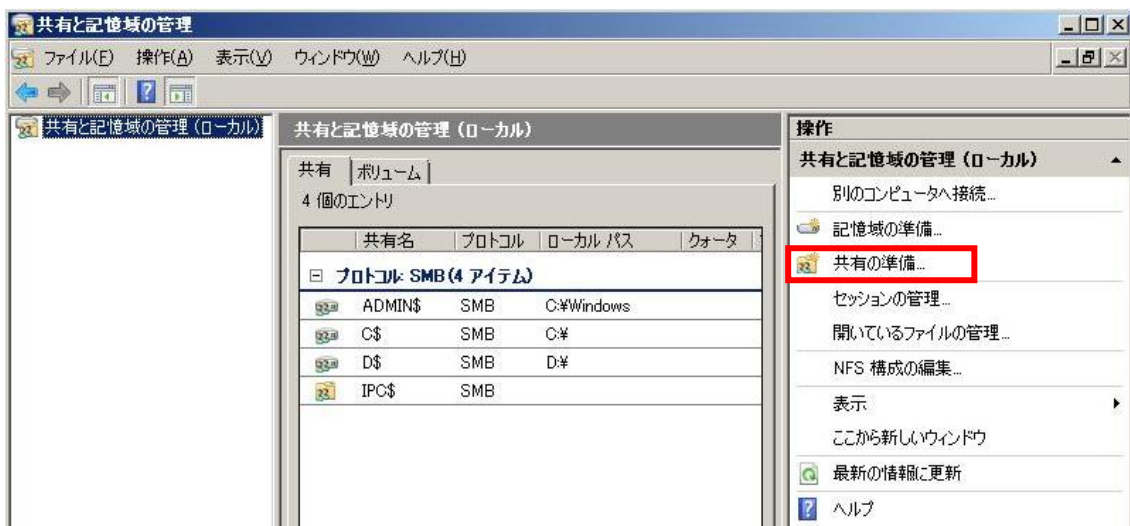 共有と記憶域の管理
ファイル(F) 操作(A) 表示(V) ウィンドウ(W) ヘルプ(H)
共有と記憶域の管理 (ローカル)
共有と記憶域の管理 (ローカル)
共有 ボリューム
4 個のエントリ
共有名 プロトコル ローカル パス クォータ
プロトコル: SMB (4 アイテム)
ADMIN$ SMB C:¥Windows
C$ SMB C:¥
D$ SMB D:¥
IPC$ SMB
操作
共有と記憶域の管理 (ローカル)
別のコンピュータへ接続...
記憶域の準備...
共有の準備...
セッションの管理...
開いているファイルの管理...
NFS 構成の編集...
表示
ここから新しいウィンドウ
最新の情報に更新
ヘルプ